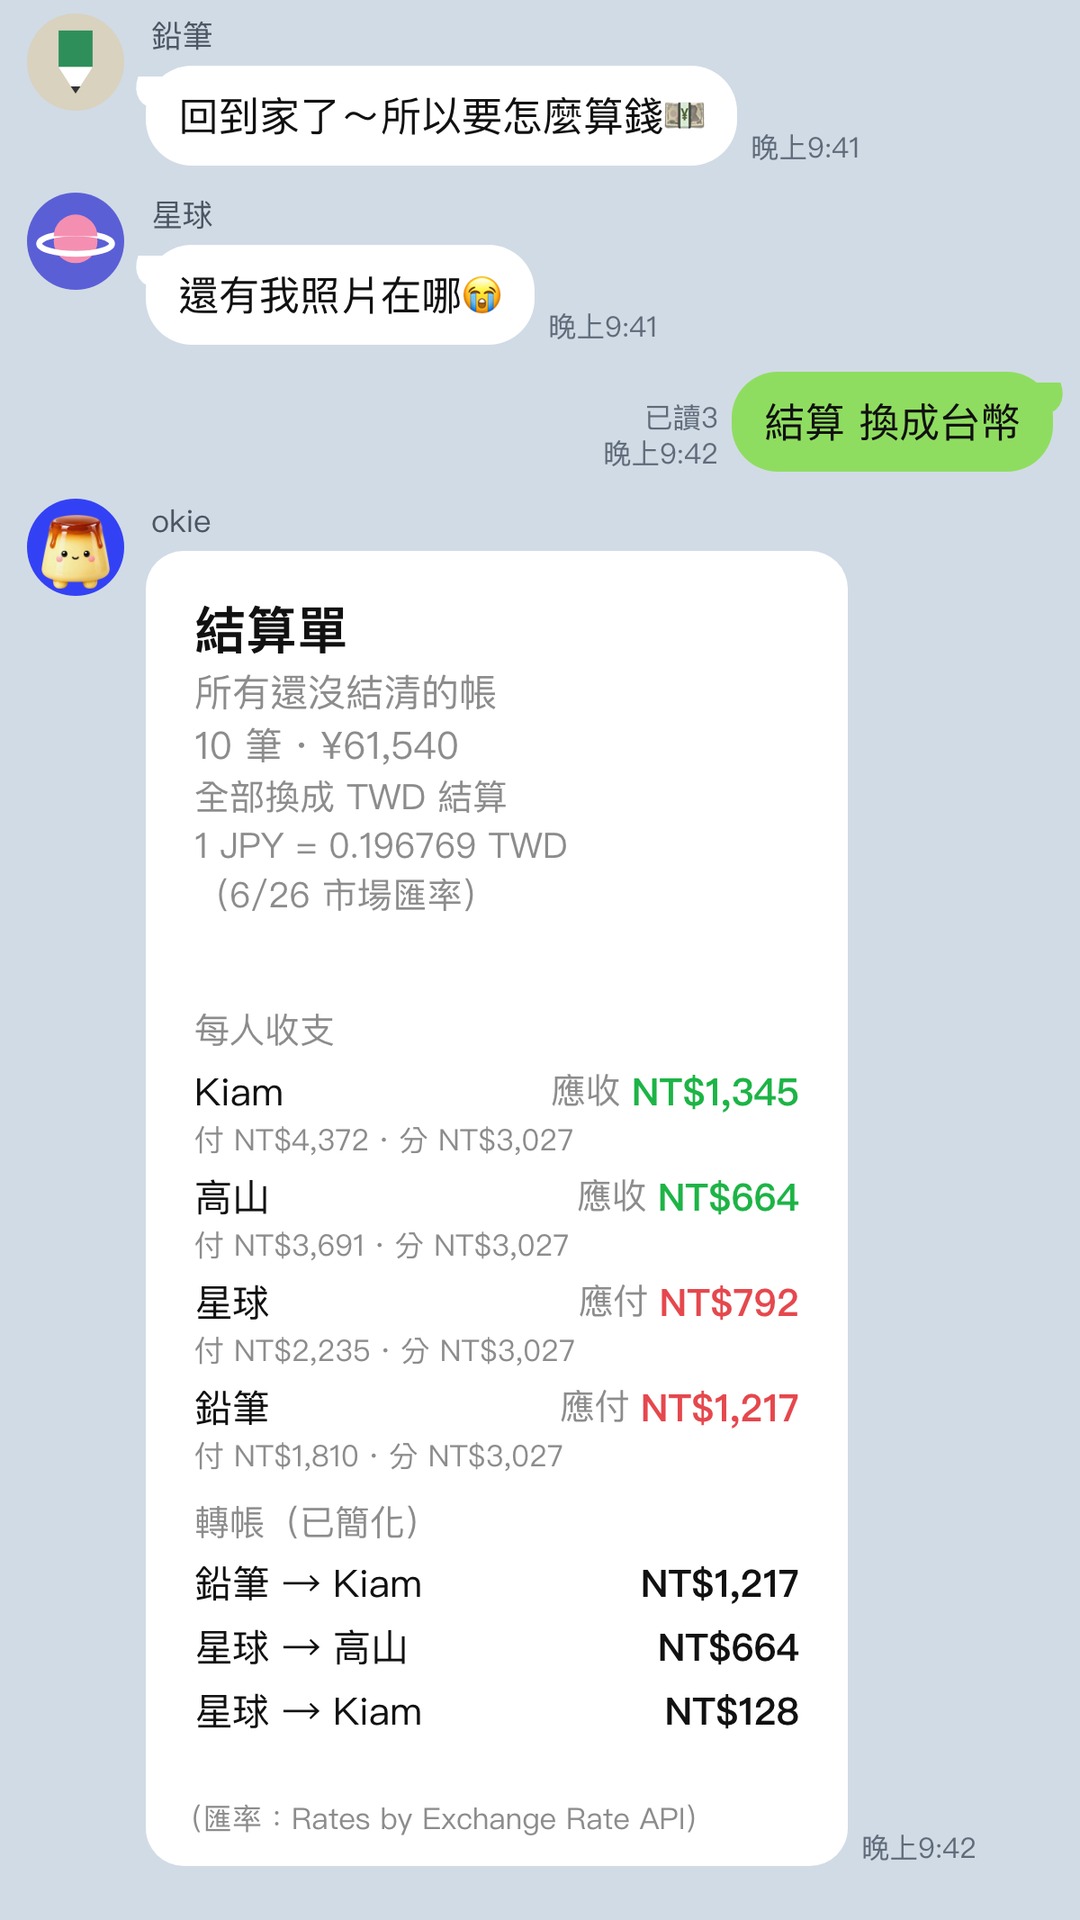 鉛筆
回到家了～所以要怎麼算錢💴
晚上9:41
星球
還有我照片在哪😭
晚上9:41
已讀3
晚上9:42
結算 換成台幣
okie
結算單
所有還沒結清的帳
10 筆・¥61,540
全部換成 TWD 結算
1 JPY = 0.196769 TWD
（6/26 市場匯率）
每人收支
Kiam 應收 NT$1,345
付 NT$4,372・分 NT$3,027
高山 應收 NT$664
付 NT$3,691・分 NT$3,027
星球 應付 NT$792
付 NT$2,235・分 NT$3,027
鉛筆 應付 NT$1,217
付 NT$1,810・分 NT$3,027
轉帳（已簡化）
鉛筆 → Kiam NT$1,217
星球 → 高山 NT$664
星球 → Kiam NT$128
（匯率：Rates by Exchange Rate API）
晚上9:42